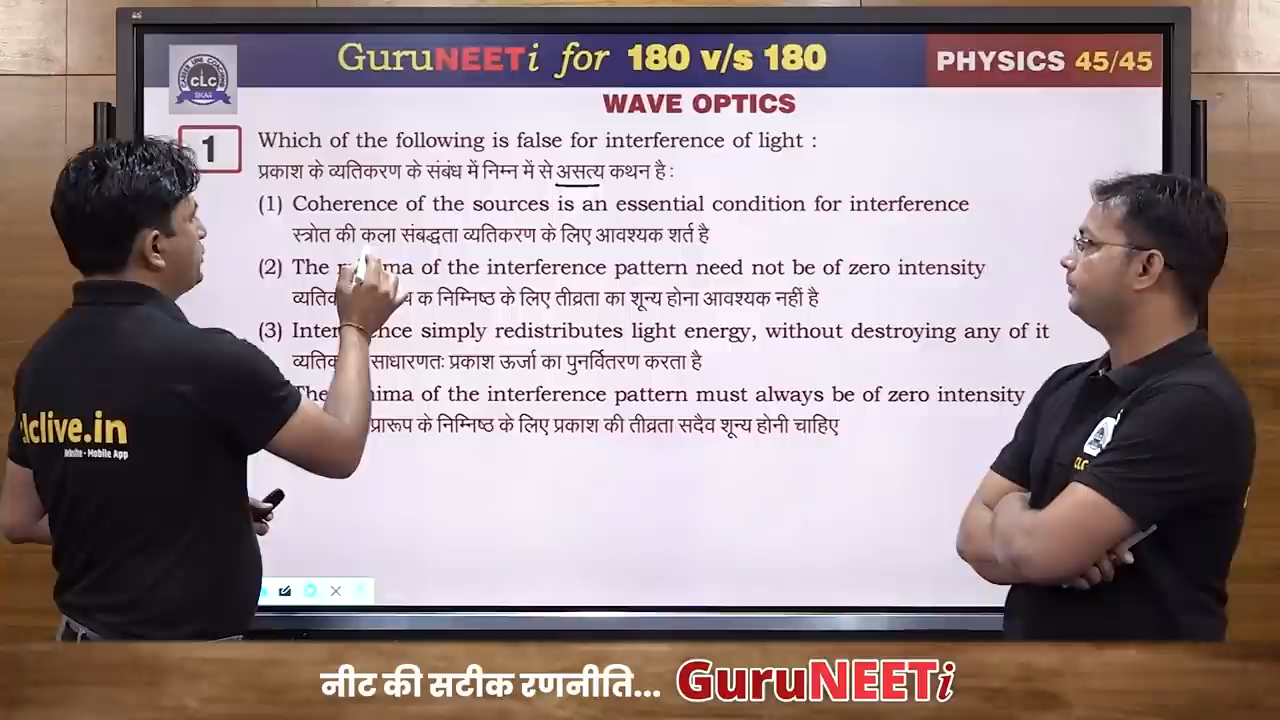 GuruNEETi for 180 v/s 180
PHYSICS 45/45
CLC
WAVE OPTICS
1
Which of the following is false for interference of light :
प्रकाश के व्यतिकरण के संबंध में निम्न में से असत्य कथन है :
(1) Coherence of the sources is an essential condition for interference
स्त्रोत की कला संबद्धता व्यतिकरण के लिए आवश्यक शर्त है
(2) The of the interference pattern need not be of zero intensity
निम्निष्ठ के लिए तीव्रता का शून्य होना आवश्यक नहीं है
(3) simply redistributes light energy, without destroying any of it
साधारणतः प्रकाश ऊर्जा का पुनर्वितरण करता है
The of the interference pattern must always be of zero intensity
प्रारूप के निम्निष्ठ के लिए प्रकाश की तीव्रता सदैव शून्य होनी चाहिए
clclive.in
Website - Mobile App
नीट की सटीक रणनीति... GuruNEETi